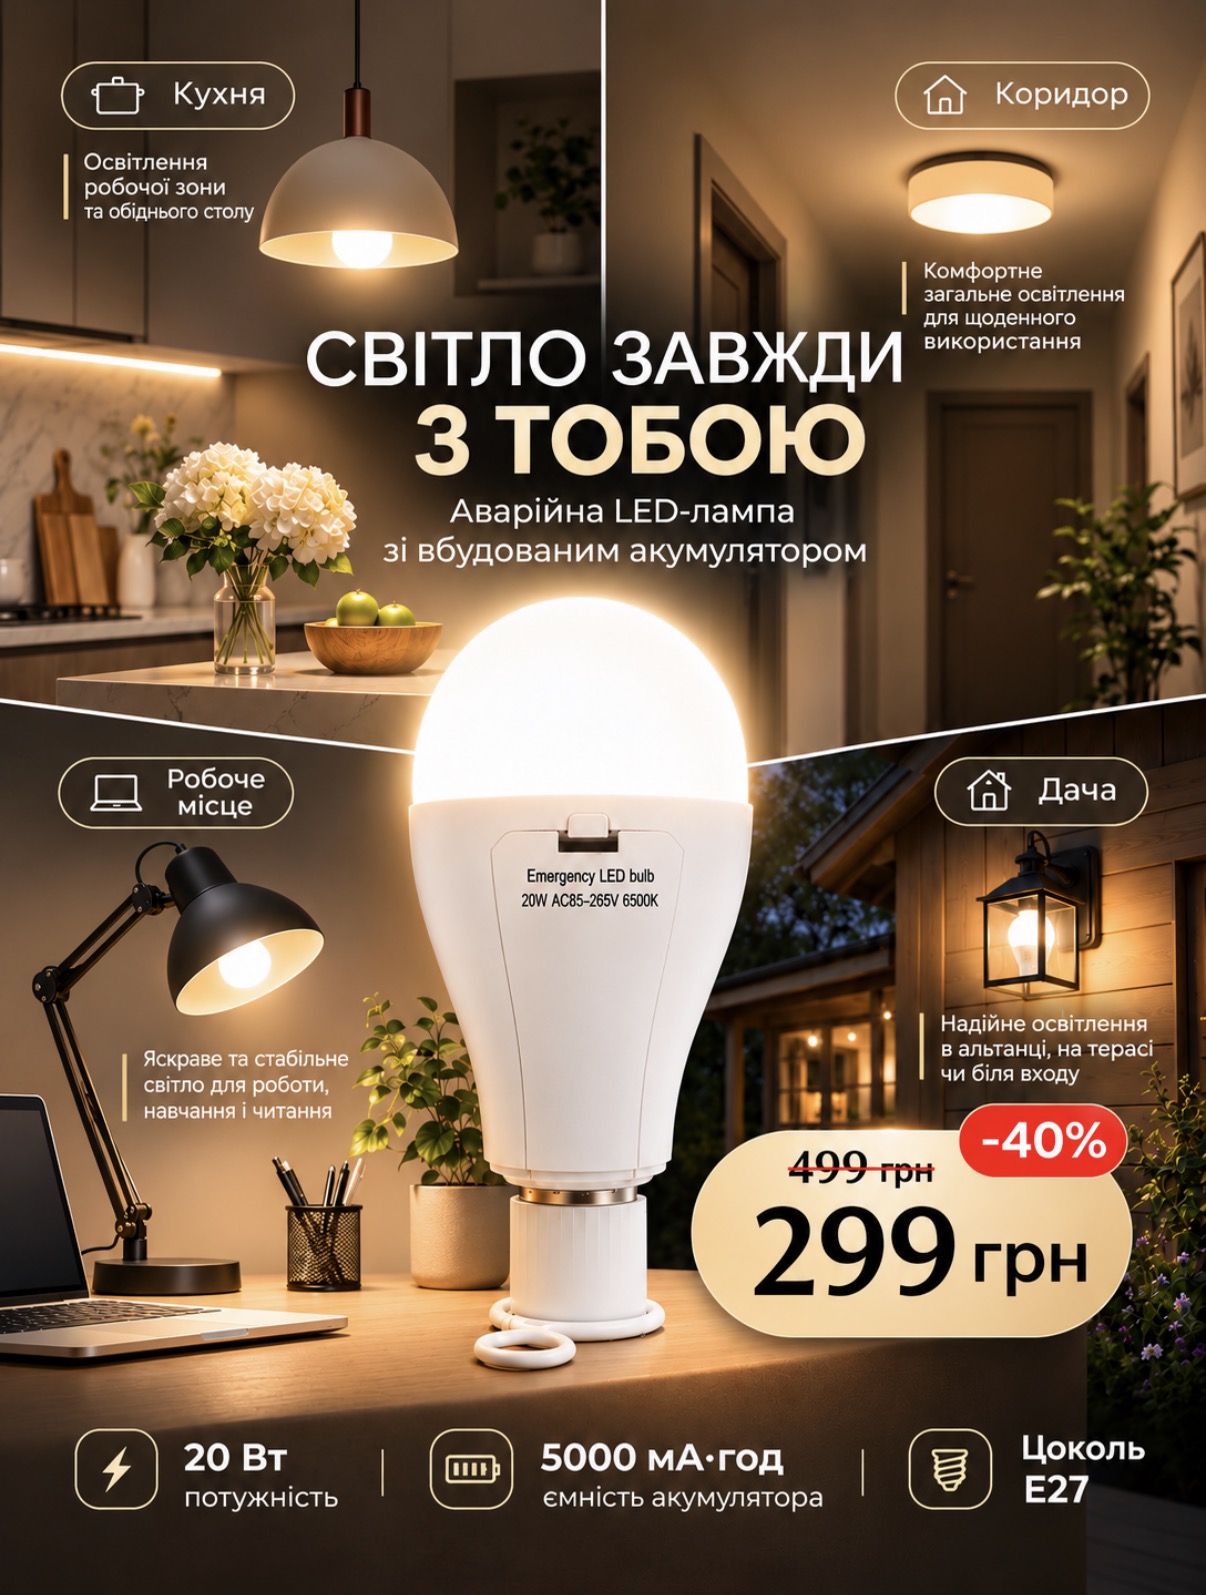 Кухня
Освітлення
робочої зони
та обіднього столу
Коридор
Комфортне
загальне освітлення
для щоденного
використання
СВІТЛО ЗАВЖДИ
З ТОБОЮ
Аварійна LED-лампа
зі вбудованим акумулятором
Робоче
місце
Яскраве та стабільне
світло для роботи,
навчання і читання
Emergency LED bulb
20W AC85-265V 6500K
Дача
Надійне освітлення
в альтанці, на терасі
чи біля входу
-40%
499 грн
299 грн
20 Вт
потужність
5000 мА·год
ємність акумулятора
Цоколь
E27